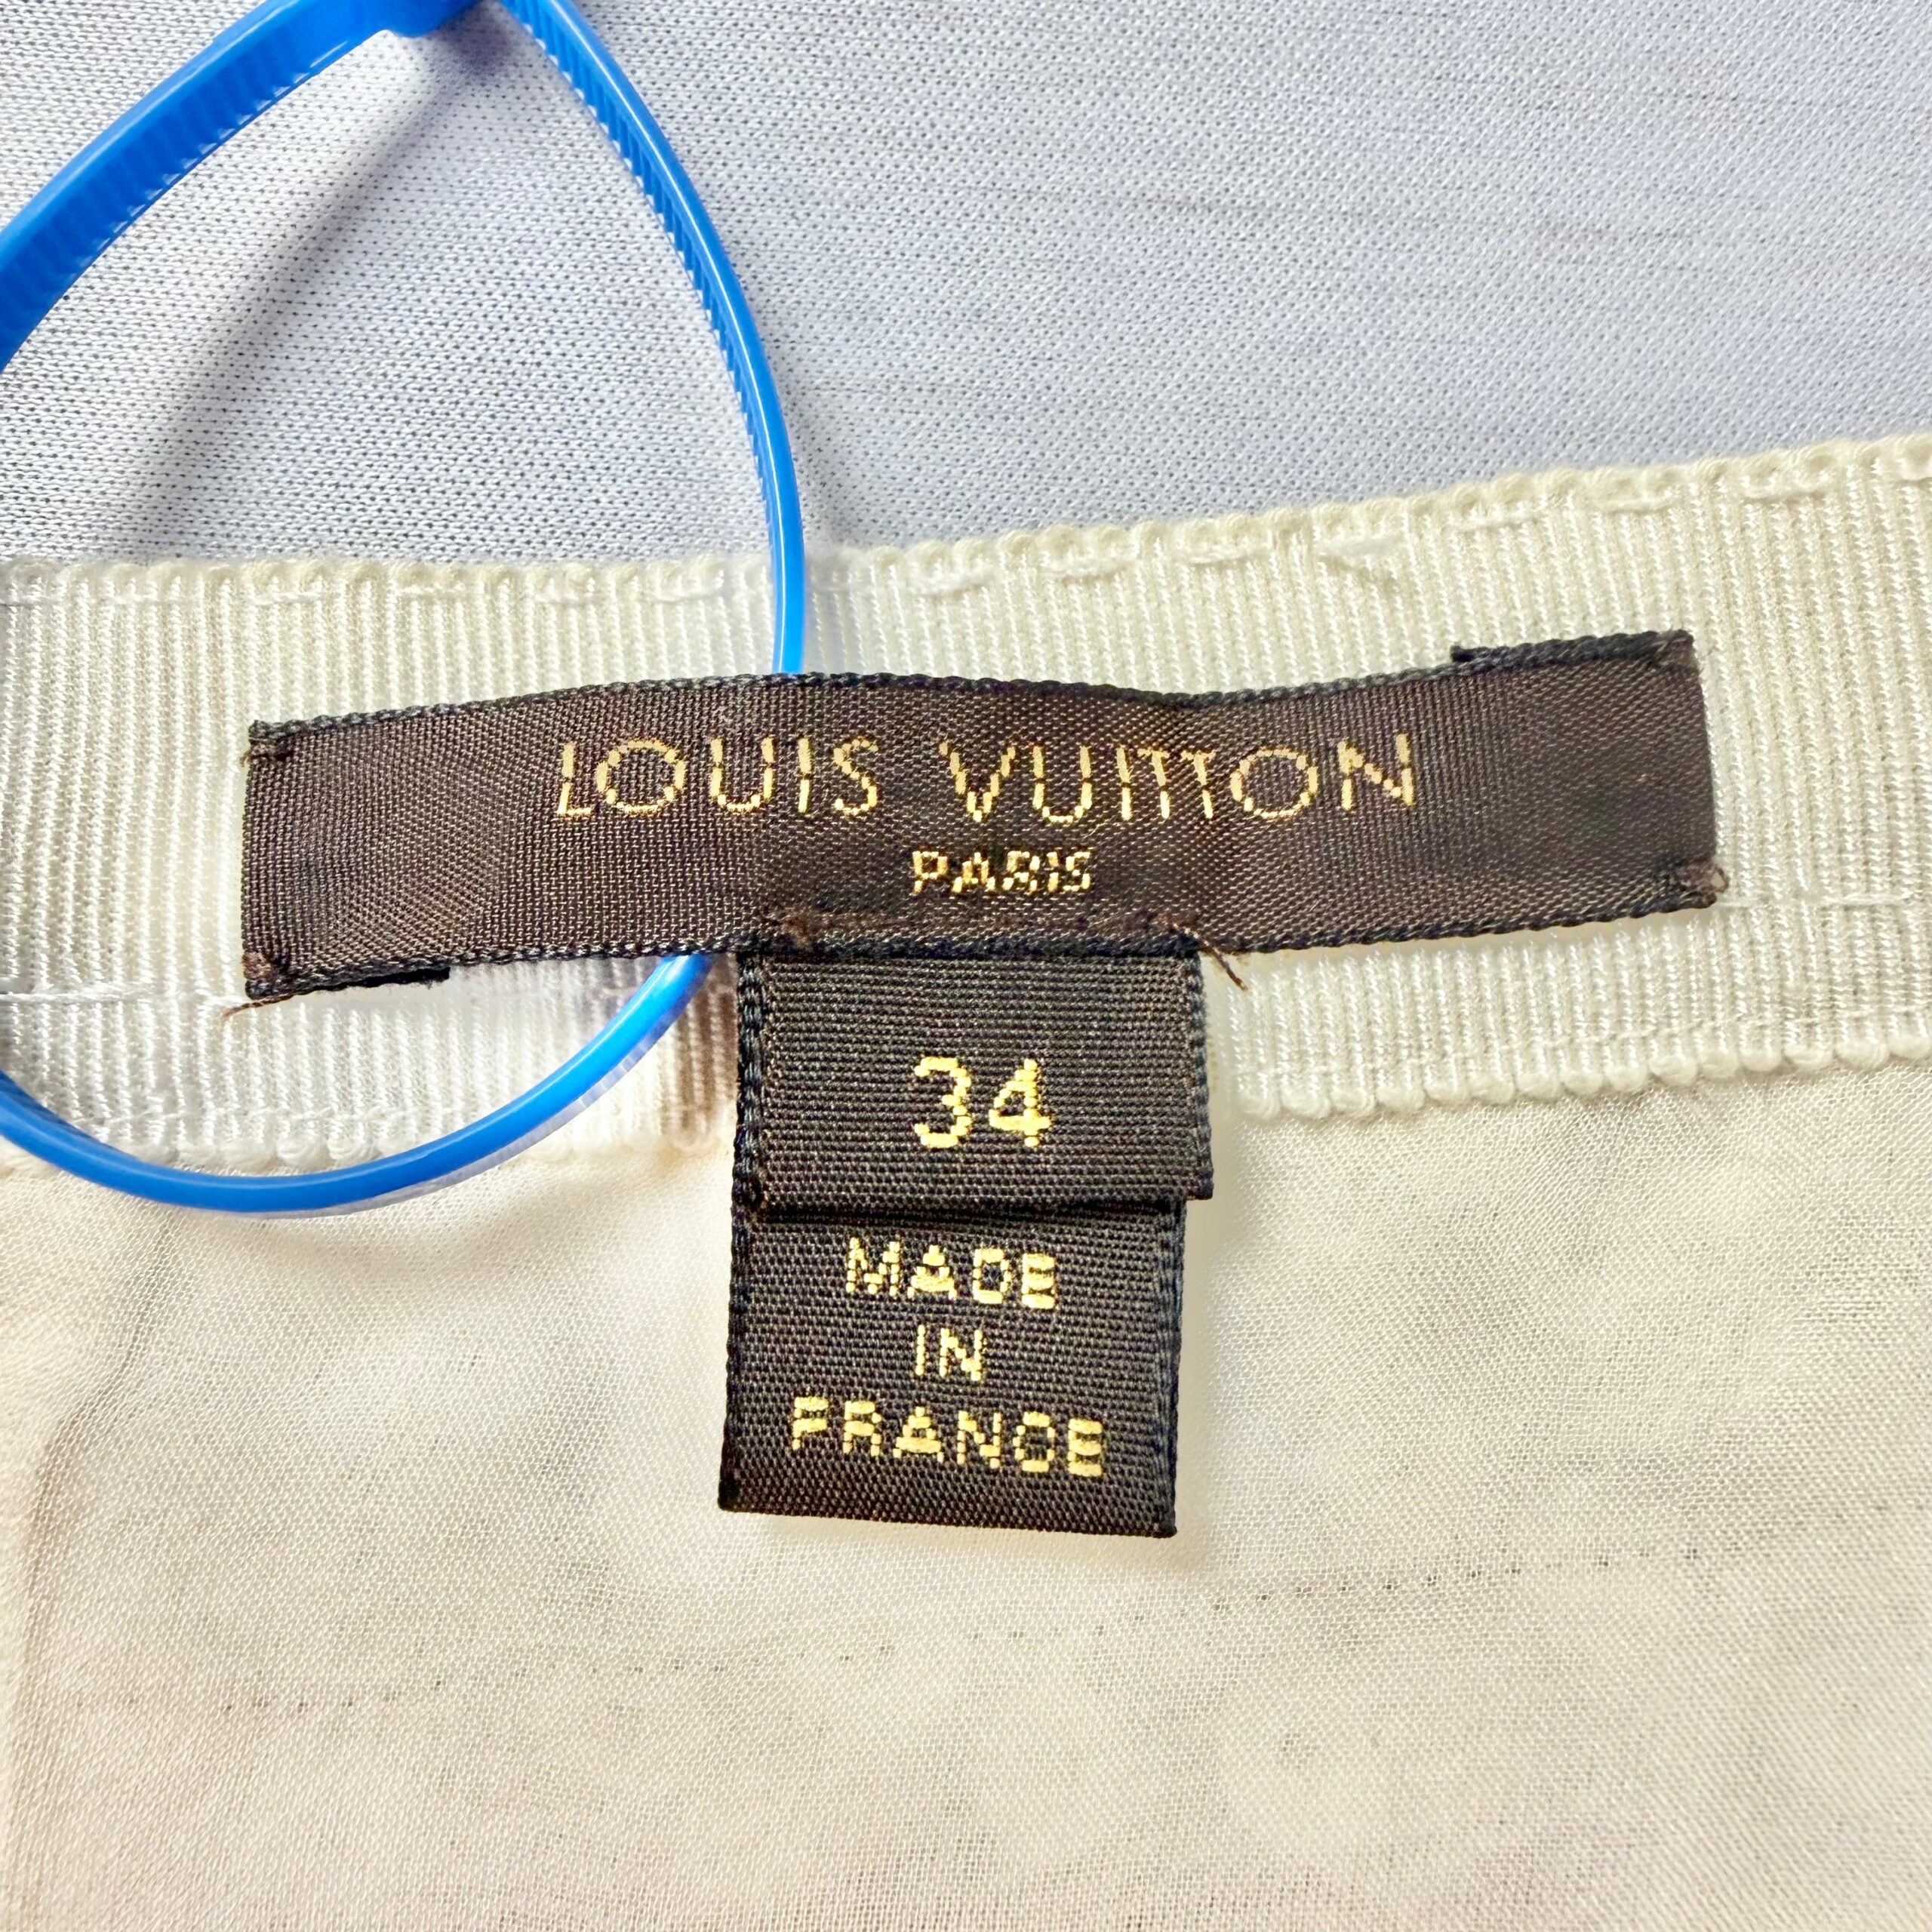 LOUIS VUITTON
PARIS
34
MADE
IN
FRANCE